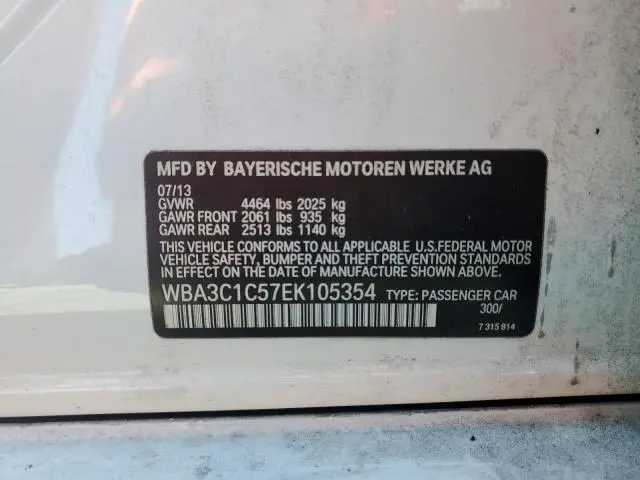 MFD BY BAYERISCHE MOTOREN WERKE AG
07/13
GVWR 4464 lbs 2025 kg
GAWR FRONT 2061 lbs 935 kg
GAWR REAR 2513 lbs 1140 kg
THIS VEHICLE CONFORMS TO ALL APPLICABLE U.S.FEDERAL MOTOR
VEHICLE SAFETY, BUMPER, AND THEFT PREVENTION STANDARDS
IN EFFECT ON THE DATE OF MANUFACTURE SHOWN ABOVE.
WBA3C1C57EK105354 TYPE: PASSENGER CAR
300/
7 315 814